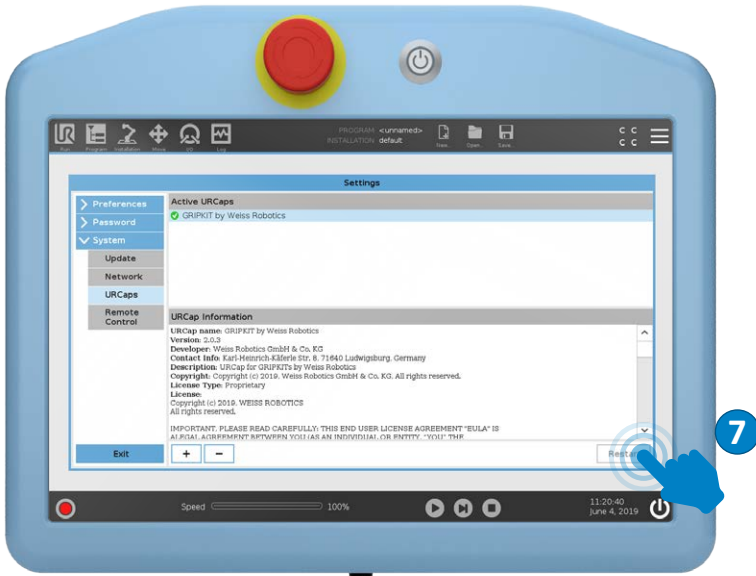 UR
Run Program Installation Move I/O Log
PROGRAM <unnamed>
INSTALLATION default
New... Open... Save...
C C
C C
Settings
Preferences
Password
System
Update
Network
URCaps
Remote
Control
Exit
Active URCaps
GRIPKIT by Weiss Robotics
URCap Information
URCap name: GRIPKIT by Weiss Robotics
Version: 2.0.3
Developer: Weiss Robotics GmbH & Co. KG
Contact Info: Karl-Heinrich-Käferle Str. 8, 71640 Ludwigsburg, Germany
Description: URCap for GRIPKITs by Weiss Robotics
Copyright: Copyright (c) 2019, Weiss Robotics GmbH & Co. KG. All rights reserved.
License Type: Proprietary
License:
Copyright (c) 2019, WEISS ROBOTICS
All rights reserved.
IMPORTANT, PLEASE READ CAREFULLY: THIS END USER LICENSE AGREEMENT "EULA" IS
ALEGAL AGREEMENT BETWEEN YOU (AS AN INDIVIDUAL OR ENTITY, "YOU" THE
+ -
Restar
7
Speed 100%
11:20:40
June 4, 2019